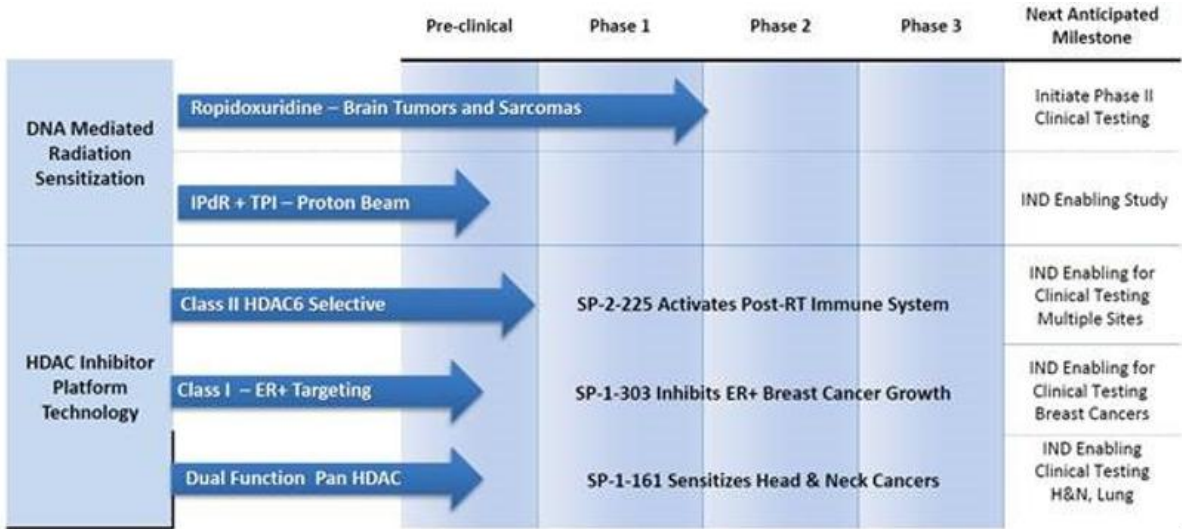 Pre-clinical Phase 1 Phase 2 Phase 3 Next Anticipated
Milestone
DNA Mediated
Radiation
Sensitization
Ropidoxuridine – Brain Tumors and Sarcomas
Initiate Phase II
Clinical Testing
IPdR + TPI – Proton Beam
IND Enabling Study
HDAC Inhibitor
Platform
Technology
Class II HDAC6 Selective
SP-2-225 Activates Post-RT Immune System
IND Enabling for
Clinical Testing
Multiple Sites
Class I – ER+ Targeting
SP-1-303 Inhibits ER+ Breast Cancer Growth
IND Enabling for
Clinical Testing
Breast Cancers
Dual Function Pan HDAC
SP-1-161 Sensitizes Head & Neck Cancers
IND Enabling
Clinical Testing
H&N, Lung